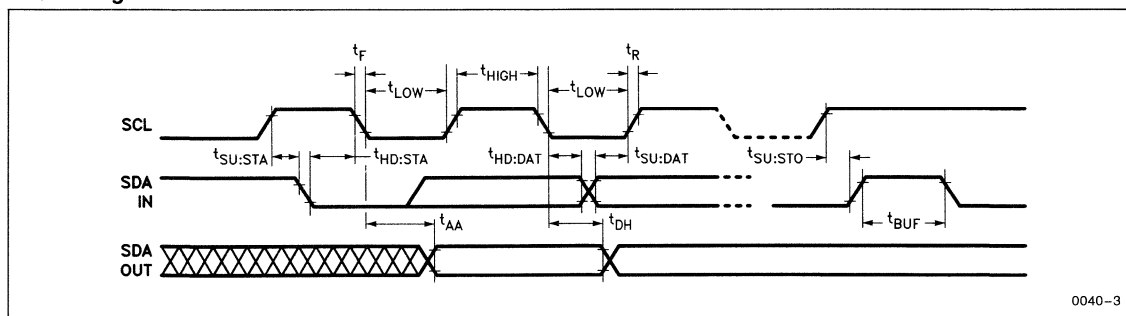 tF
tR
tHIGH
tLOW
tLOW
SCL
tSU:STA
tHD:STA
tHD:DAT
tSU:DAT
tSU:STO
SDA
IN
tBUF
tAA
tDH
SDA
OUT
0040-3